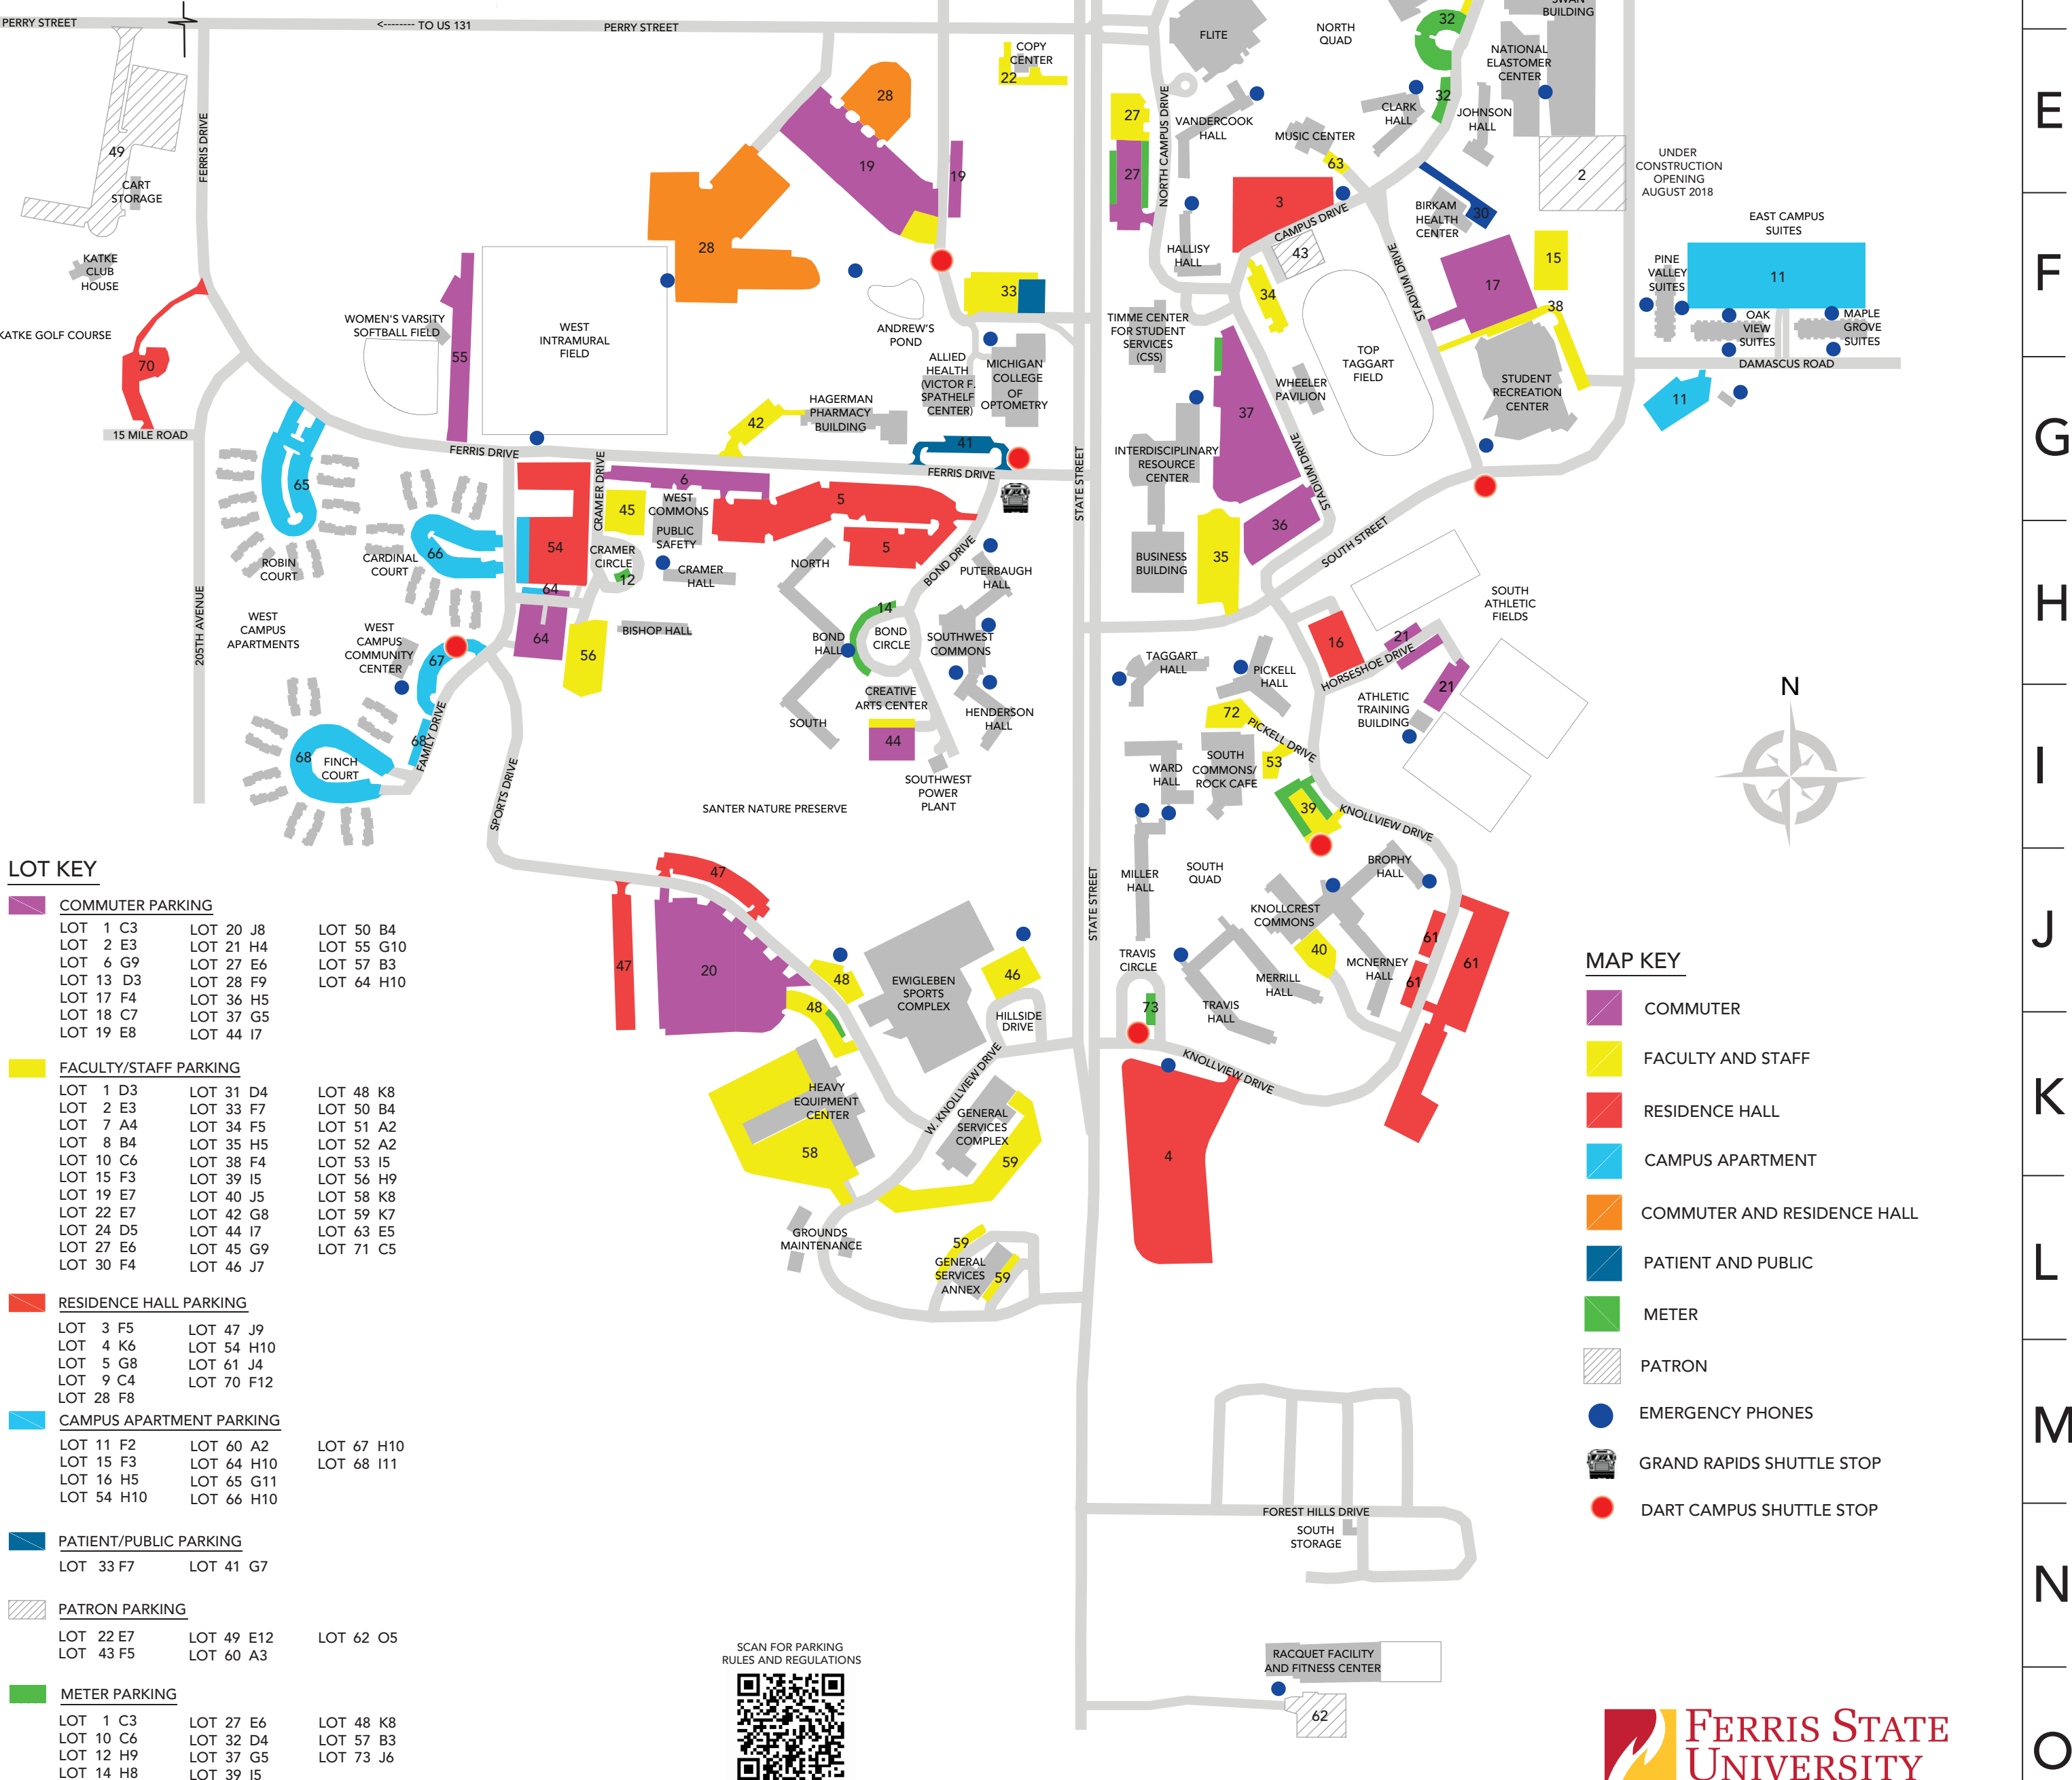 PERRY STREET
<-------- TO US 131
PERRY STREET
FERRIS DRIVE
49
CART
STORAGE
KATKE
CLUB
HOUSE
KATKE GOLF COURSE
70
15 MILE ROAD
205TH AVENUE
COPY
CENTER
22
28
19
19
28
FLITE
NORTH
QUAD
32
SWAN
BUILDING
NATIONAL
ELASTOMER
CENTER
27
27
NORTH CAMPUS DRIVE
VANDERCOOK
HALL
MUSIC CENTER
CLARK
HALL
32
JOHNSON
HALL
63
2
UNDER
CONSTRUCTION
OPENING
AUGUST 2018
3
CAMPUS DRIVE
BIRKAM
HEALTH
CENTER
30
HALLISY
HALL
43
STADIUM DRIVE
17
15
38
EAST CAMPUS
SUITES
PINE
VALLEY
SUITES
11
OAK
VIEW
SUITES
MAPLE
GROVE
SUITES
DAMASCUS ROAD
11
WOMEN'S VARSITY
SOFTBALL FIELD
55
WEST
INTRAMURAL
FIELD
ANDREW'S
POND
33
34
TIMME CENTER
FOR STUDENT
SERVICES
(CSS)
TOP
TAGGART
FIELD
STUDENT
RECREATION
CENTER
WHEELER
PAVILION
ALLIED
HEALTH
(VICTOR F.
SPATHELF
CENTER)
MICHIGAN
COLLEGE
OF
OPTOMETRY
HAGERMAN
PHARMACY
BUILDING
42
41
37
INTERDISCIPLINARY
RESOURCE
CENTER
STATE STREET
STADIUM DRIVE
FERRIS DRIVE
FERRIS DRIVE
CRAMER DRIVE
6
5
5
45
WEST
COMMONS
PUBLIC
SAFETY
54
CRAMER
CIRCLE
12
CRAMER
HALL
65
66
ROBIN
COURT
CARDINAL
COURT
WEST
CAMPUS
APARTMENTS
WEST
CAMPUS
COMMUNITY
CENTER
64
64
56
BISHOP HALL
67
68
68
FINCH
COURT
FAMILY DRIVE
SPORTS DRIVE
NORTH
BOND DRIVE
PUTERBAUGH
HALL
14
BOND
HALL
BOND
CIRCLE
SOUTHWEST
COMMONS
CREATIVE
ARTS CENTER
HENDERSON
HALL
SOUTH
44
SOUTHWEST
POWER
PLANT
SANTER NATURE PRESERVE
36
35
BUSINESS
BUILDING
SOUTH STREET
SOUTH
ATHLETIC
FIELDS
16
21
HORSESHOE DRIVE
21
ATHLETIC
TRAINING
BUILDING
TAGGART
HALL
PICKELL
HALL
72
PICKELL DRIVE
WARD
HALL
SOUTH
COMMONS/
ROCK CAFE
53
39
KNOLLVIEW DRIVE
MILLER
HALL
SOUTH
QUAD
BROPHY
HALL
KNOLLCREST
COMMONS
40
MCNERNEY
HALL
MERRILL
HALL
61
61
61
TRAVIS
CIRCLE
73
TRAVIS
HALL
KNOLLVIEW DRIVE
4
STATE STREET
47
47
20
48
48
EWIGLEBEN
SPORTS
COMPLEX
46
HILLSIDE
DRIVE
W. KNOLLVIEW DRIVE
HEAVY
EQUIPMENT
CENTER
58
GENERAL
SERVICES
COMPLEX
59
GROUNDS
MAINTENANCE
59
GENERAL
SERVICES
ANNEX
59
FOREST HILLS DRIVE
SOUTH
STORAGE
RACQUET FACILITY
AND FITNESS CENTER
62
SCAN FOR PARKING
RULES AND REGULATIONS
N
E
F
G
H
I
J
K
L
M
N
O
LOT KEY
COMMUTER PARKING
LOT 1 C3
LOT 2 E3
LOT 6 G9
LOT 13 D3
LOT 17 F4
LOT 18 C7
LOT 19 E8
LOT 20 J8
LOT 21 H4
LOT 27 E6
LOT 28 F9
LOT 36 H5
LOT 37 G5
LOT 44 I7
LOT 50 B4
LOT 55 G10
LOT 57 B3
LOT 64 H10
FACULTY/STAFF PARKING
LOT 1 D3
LOT 2 E3
LOT 7 A4
LOT 8 B4
LOT 10 C6
LOT 15 F3
LOT 19 E7
LOT 22 E7
LOT 24 D5
LOT 27 E6
LOT 30 F4
LOT 31 D4
LOT 33 F7
LOT 34 F5
LOT 35 H5
LOT 38 F4
LOT 39 I5
LOT 40 J5
LOT 42 G8
LOT 44 I7
LOT 45 G9
LOT 46 J7
LOT 48 K8
LOT 50 B4
LOT 51 A2
LOT 52 A2
LOT 53 I5
LOT 56 H9
LOT 58 K8
LOT 59 K7
LOT 63 E5
LOT 71 C5
RESIDENCE HALL PARKING
LOT 3 F5
LOT 4 K6
LOT 5 G8
LOT 9 C4
LOT 28 F8
LOT 47 J9
LOT 54 H10
LOT 61 J4
LOT 70 F12
CAMPUS APARTMENT PARKING
LOT 11 F2
LOT 15 F3
LOT 16 H5
LOT 54 H10
LOT 60 A2
LOT 64 H10
LOT 65 G11
LOT 66 H10
LOT 67 H10
LOT 68 I11
PATIENT/PUBLIC PARKING
LOT 33 F7
LOT 41 G7
PATRON PARKING
LOT 22 E7
LOT 43 F5
LOT 49 E12
LOT 60 A3
LOT 62 O5
METER PARKING
LOT 1 C3
LOT 10 C6
LOT 12 H9
LOT 14 H8
LOT 27 E6
LOT 32 D4
LOT 37 G5
LOT 39 I5
LOT 48 K8
LOT 57 B3
LOT 73 J6
MAP KEY
COMMUTER
FACULTY AND STAFF
RESIDENCE HALL
CAMPUS APARTMENT
COMMUTER AND RESIDENCE HALL
PATIENT AND PUBLIC
METER
PATRON
EMERGENCY PHONES
GRAND RAPIDS SHUTTLE STOP
DART CAMPUS SHUTTLE STOP
FERRIS STATE
UNIVERSITY